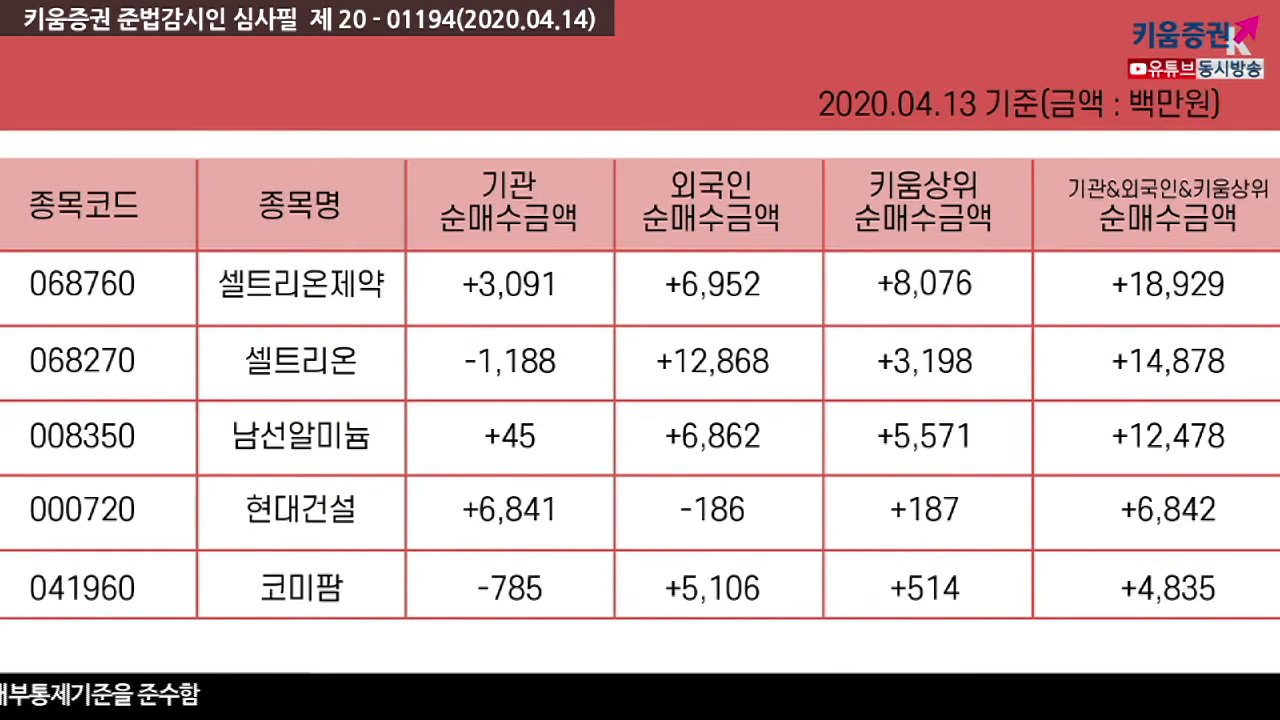 키움증권 준법감시인 심사필 제 20 - 01194(2020.04.14)
키움증권
유튜브 동시방송
2020.04.13 기준(금액 : 백만원)
종목코드 종목명 기관 순매수금액 외국인 순매수금액 키움상위 순매수금액 기관&외국인&키움상위 순매수금액
068760 셀트리온제약 +3,091 +6,952 +8,076 +18,929
068270 셀트리온 -1,188 +12,868 +3,198 +14,878
008350 남선알미늄 +45 +6,862 +5,571 +12,478
000720 현대건설 +6,841 -186 +187 +6,842
041960 코미팜 -785 +5,106 +514 +4,835
내부통제기준을 준수함